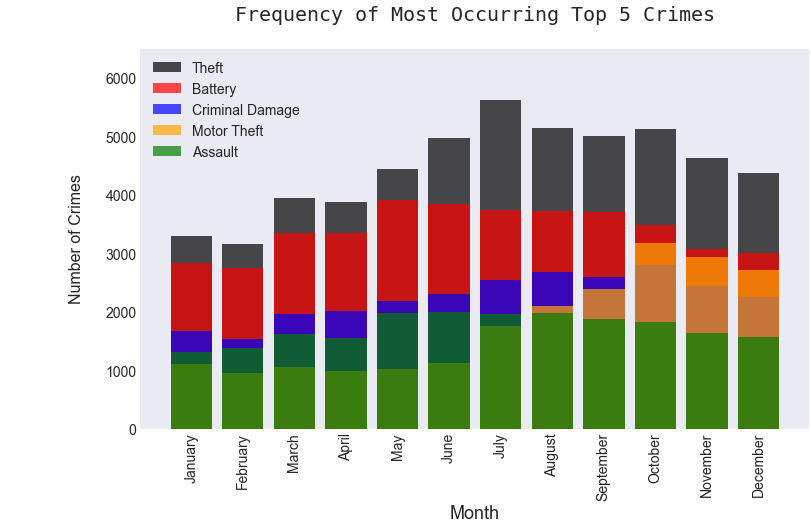 Frequency of Most Occurring Top 5 Crimes
Theft
Battery
Criminal Damage
Motor Theft
Assault
6000
5000
4000
3000
2000
1000
0
Number of Crimes
January
February
March
April
May
June
July
August
September
October
November
December
Month